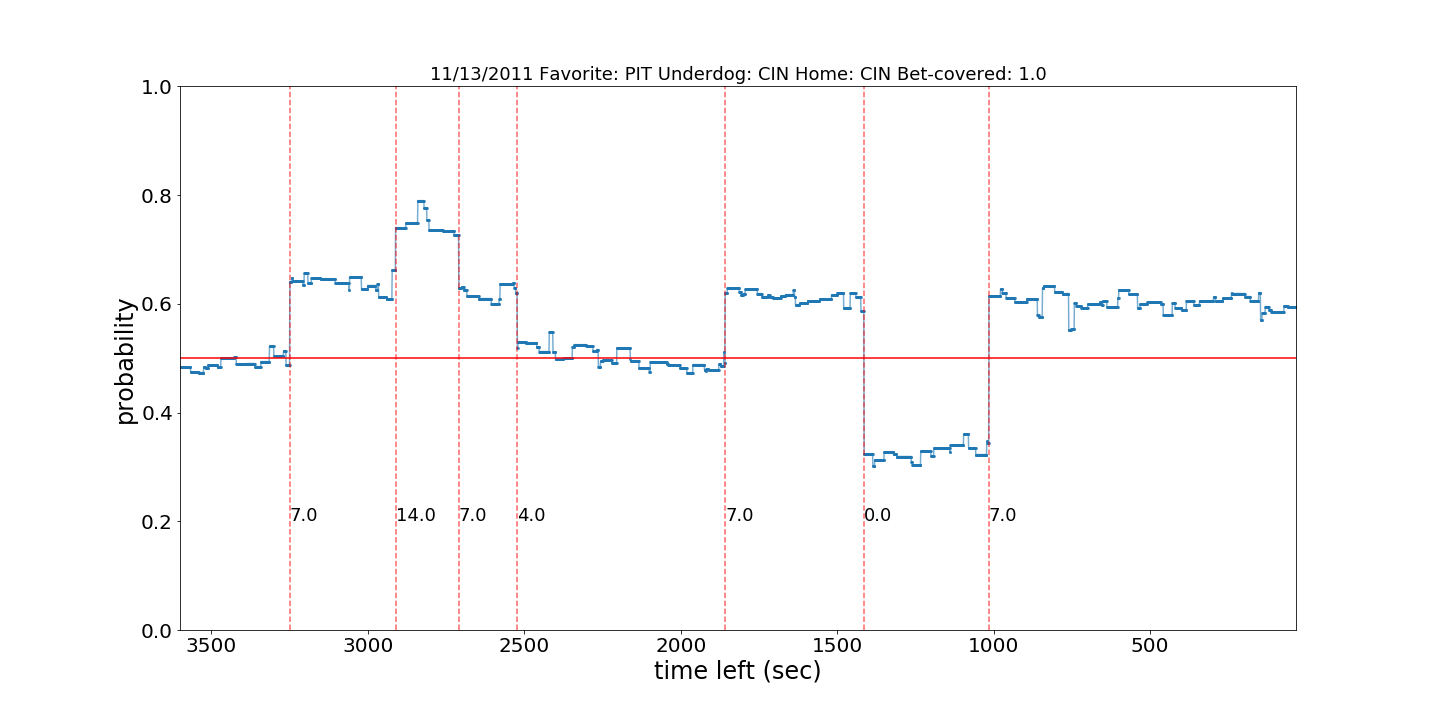 11/13/2011 Favorite: PIT Underdog: CIN Home: CIN Bet-covered: 1.0
1.0
0.8
0.6
0.4
0.2
0.0
probability
7.0 14.0 7.0 4.0 7.0 0.0 7.0
3500 3000 2500 2000 1500 1000 500
time left (sec)